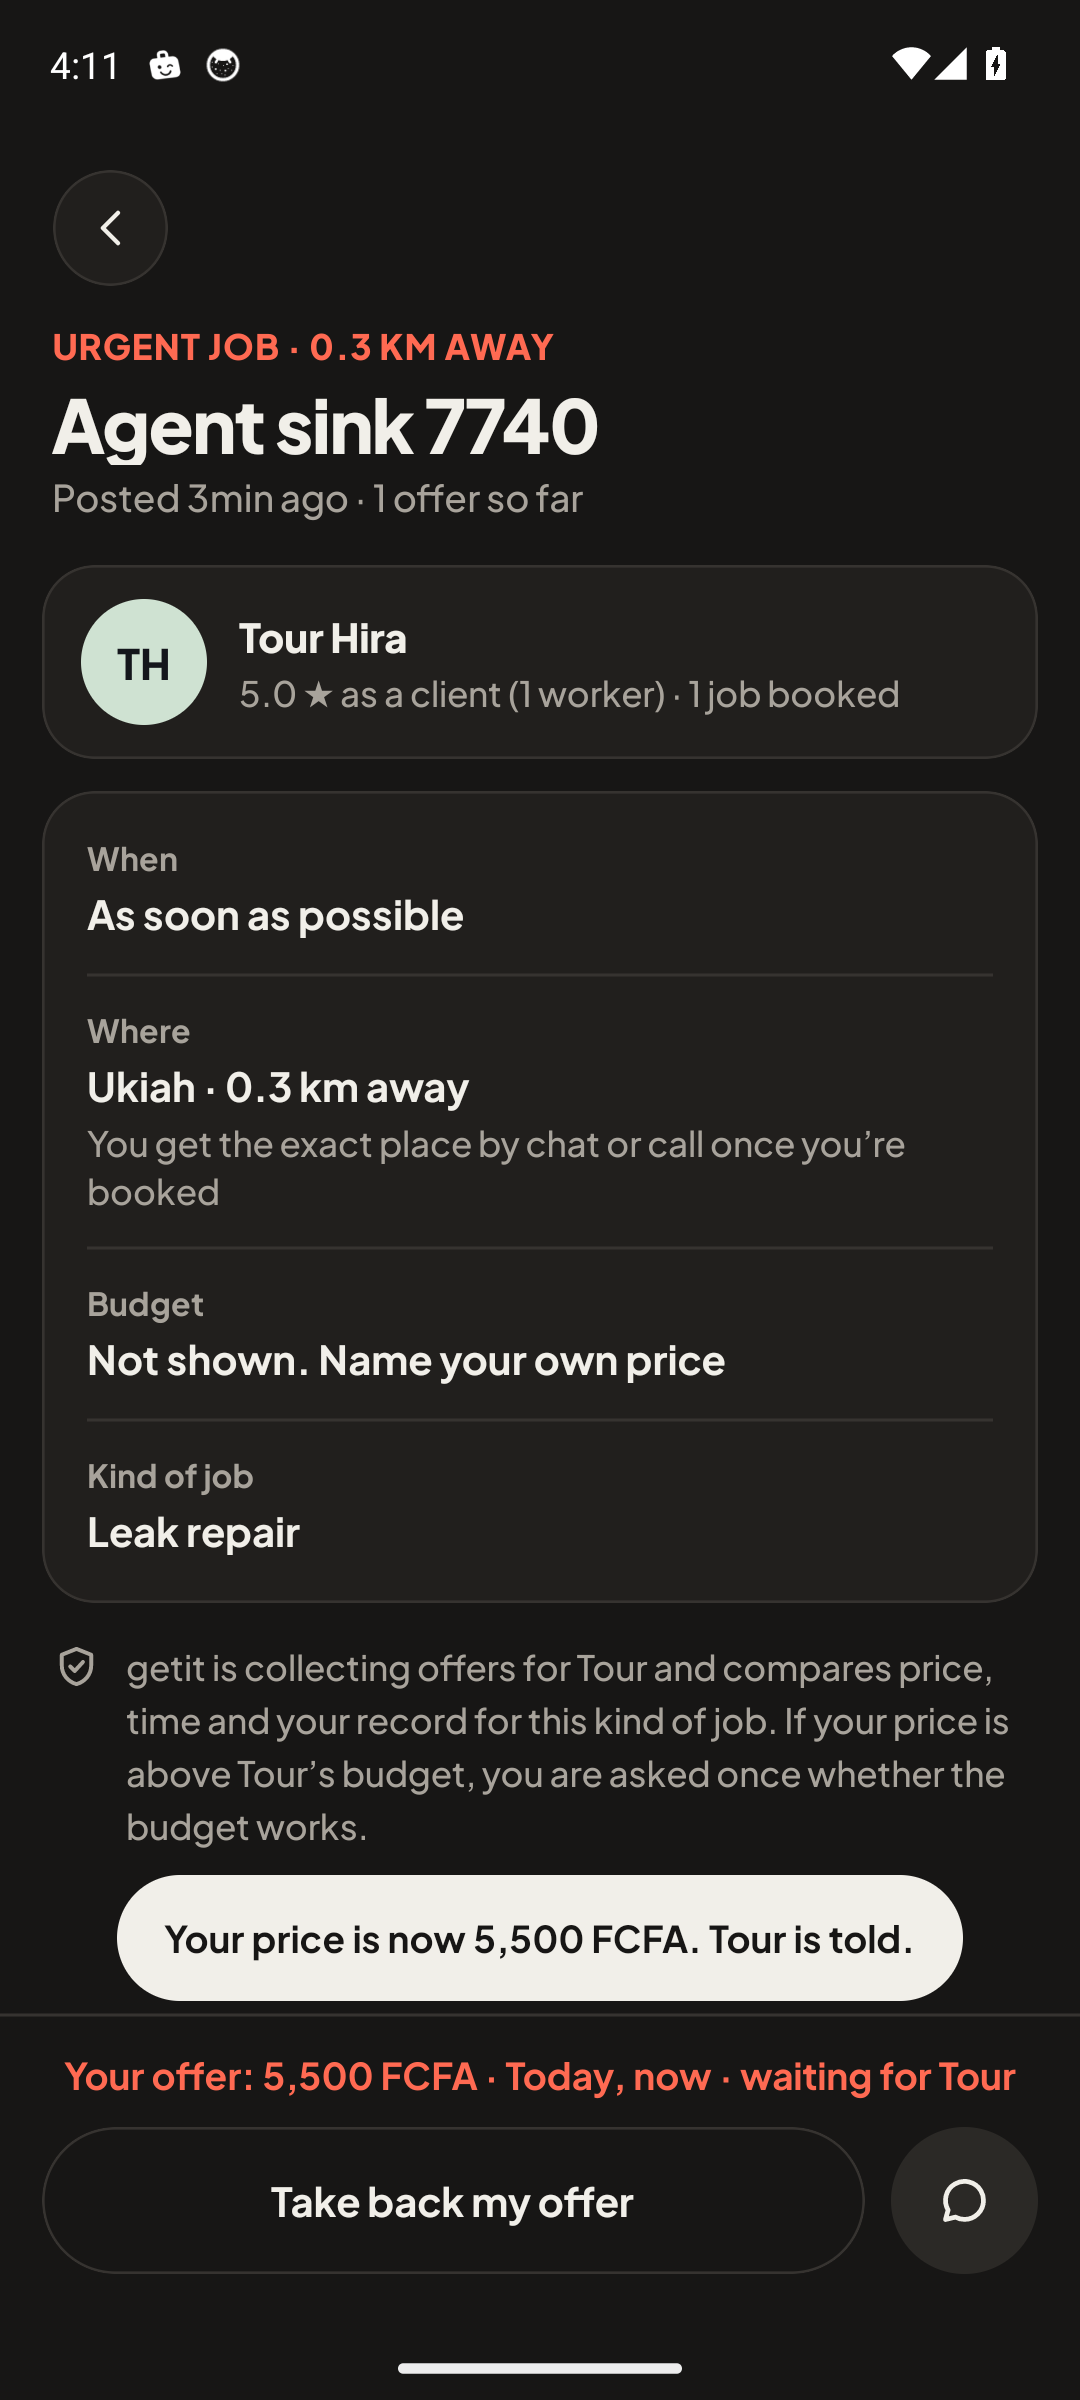 4:11
URGENT JOB · 0.3 KM AWAY
Agent sink 7740
Posted 3min ago · 1 offer so far
TH
Tour Hira
5.0 ★ as a client (1 worker) · 1 job booked
When
As soon as possible
Where
Ukiah · 0.3 km away
You get the exact place by chat or call once you’re
booked
Budget
Not shown. Name your own price
Kind of job
Leak repair
getit is collecting offers for Tour and compares price,
time and your record for this kind of job. If your price is
above Tour’s budget, you are asked once whether the
budget works.
Your price is now 5,500 FCFA. Tour is told.
Your offer: 5,500 FCFA · Today, now · waiting for Tour
Take back my offer